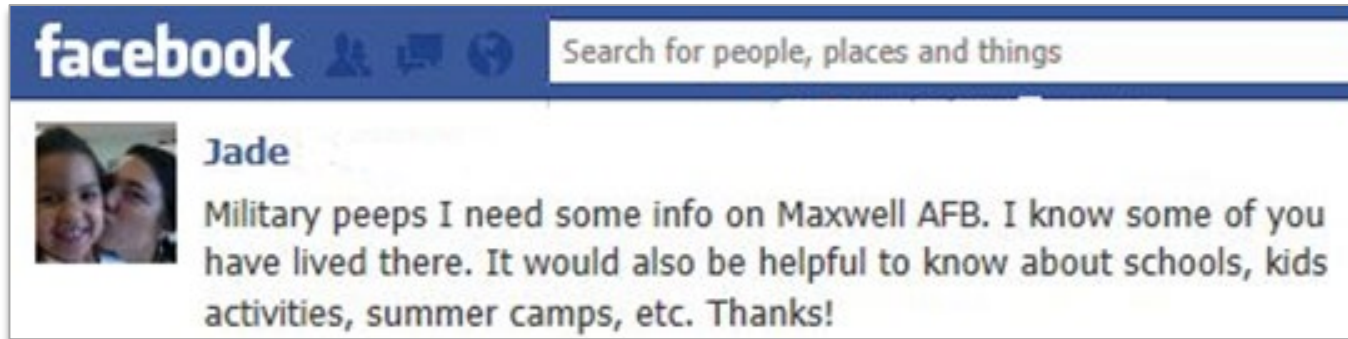 facebook Search for people, places and things
Jade
Military peeps I need some info on Maxwell AFB. I know some of you
have lived there. It would also be helpful to know about schools, kids
activities, summer camps, etc. Thanks!